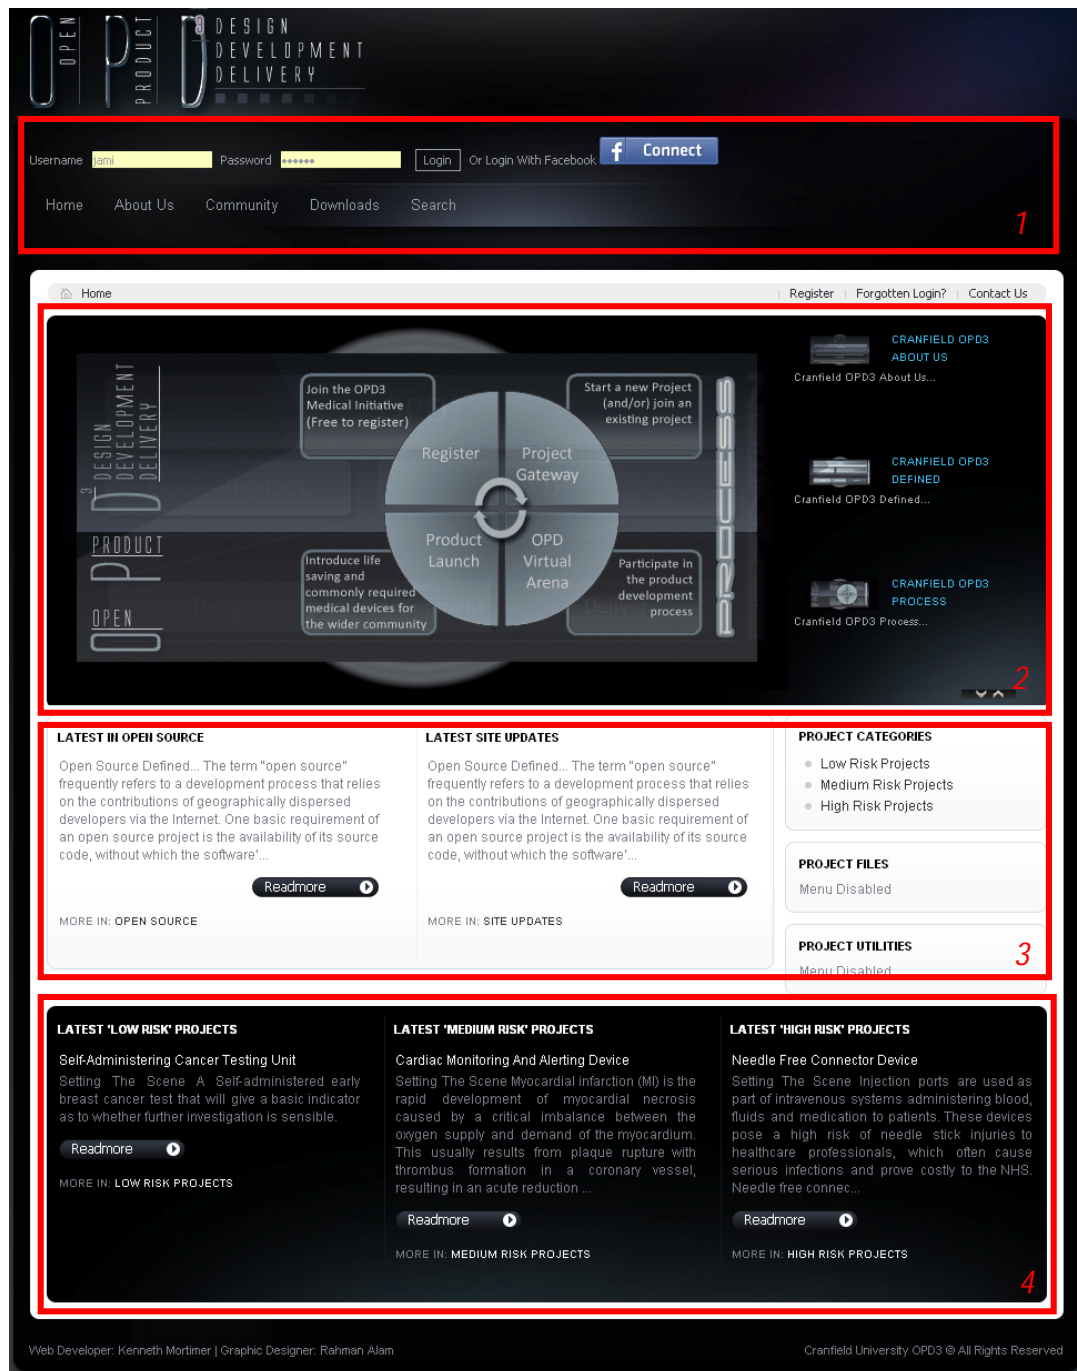 OPEN
PRODUCT
3
DESIGN
DEVELOPMENT
DELIVERY
Username jami Password •••••• Login Or Login With Facebook f Connect
Home About Us Community Downloads Search
1
Home Register Forgotten Login? Contact Us
OPEN
PRODUCT
3
DESIGN
DEVELOPMENT
DELIVERY
Join the OPD3
Medical Initiative
(Free to register)
Start a new Project
(and/or) join an
existing project
Register
Project
Gateway
Product
Launch
OPD
Virtual
Arena
Introduce life
saving and
commonly required
medical devices for
the wider community
Participate in
the product
development
process
PROCESS
CRANFIELD OPD3
ABOUT US
Cranfield OPD3 About Us...
CRANFIELD OPD3
DEFINED
Cranfield OPD3 Defined...
CRANFIELD OPD3
PROCESS
Cranfield OPD3 Process...
2
LATEST IN OPEN SOURCE
Open Source Defined... The term "open source"
frequently refers to a development process that relies
on the contributions of geographically dispersed
developers via the Internet. One basic requirement of
an open source project is the availability of its source
code, without which the software'...
Readmore
MORE IN: OPEN SOURCE
LATEST SITE UPDATES
Open Source Defined... The term "open source"
frequently refers to a development process that relies
on the contributions of geographically dispersed
developers via the Internet. One basic requirement of
an open source project is the availability of its source
code, without which the software'...
Readmore
MORE IN: SITE UPDATES
PROJECT CATEGORIES
Low Risk Projects
Medium Risk Projects
High Risk Projects
PROJECT FILES
Menu Disabled
PROJECT UTILITIES
Menu Disabled
3
LATEST 'LOW RISK' PROJECTS
Self-Administering Cancer Testing Unit
Setting The Scene A Self-administered early
breast cancer test that will give a basic indicator
as to whether further investigation is sensible.
Readmore
MORE IN: LOW RISK PROJECTS
LATEST 'MEDIUM RISK' PROJECTS
Cardiac Monitoring And Alerting Device
Setting The Scene Myocardial infarction (MI) is the
rapid development of myocardial necrosis
caused by a critical imbalance between the
oxygen supply and demand of the myocardium.
This usually results from plaque rupture with
thrombus formation in a coronary vessel,
resulting in an acute reduction ...
Readmore
MORE IN: MEDIUM RISK PROJECTS
LATEST 'HIGH RISK' PROJECTS
Needle Free Connector Device
Setting The Scene Injection ports are used as
part of intravenous systems administering blood,
fluids and medication to patients. These devices
pose a high risk of needle stick injuries to
healthcare professionals, which often cause
serious infections and prove costly to the NHS.
Needle free connec...
Readmore
MORE IN: HIGH RISK PROJECTS
4
Web Developer: Kenneth Mortimer | Graphic Designer: Rahman Alam
Cranfield University OPD3 © All Rights Reserved